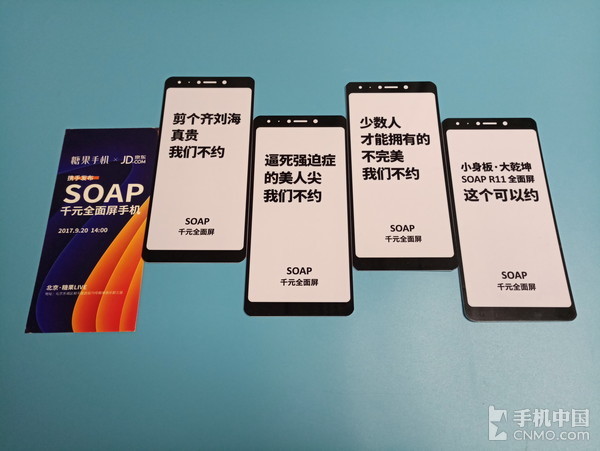 糖果手机 × JD 京东 .COM
携手发布
SOAP
千元全面屏手机
2017.9.20 14:00
北京·糖果LIVE
剪个齐刘海
真贵
我们不约
SOAP
千元全面屏
逼死强迫症
的美人尖
我们不约
SOAP
千元全面屏
少数人
才能拥有的
不完美
我们不约
SOAP
千元全面屏
小身板·大乾坤
SOAP R11 全面屏
这个可以约
SOAP
千元全面屏
手机中国
CNMO.COM